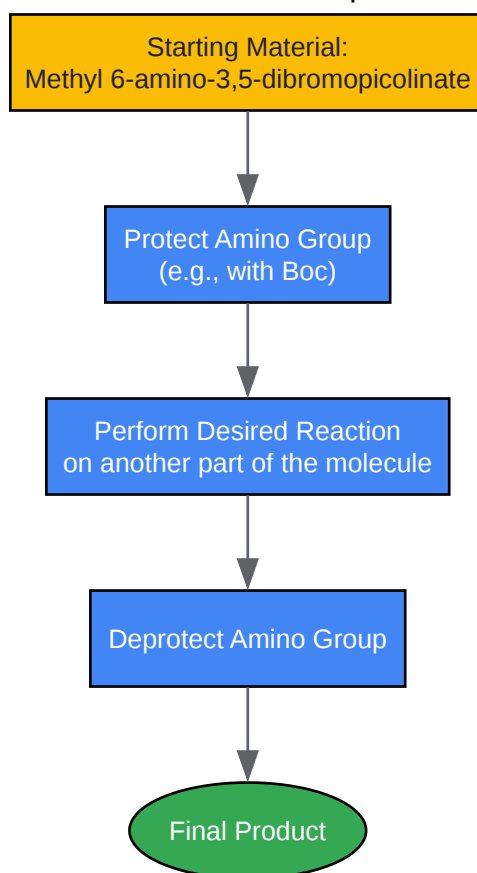 Starting Material:
Methyl 6-amino-3,5-dibromopicolinate
Protect Amino Group
(e.g., with Boc)
Perform Desired Reaction
on another part of the molecule
Deprotect Amino Group
Final Product